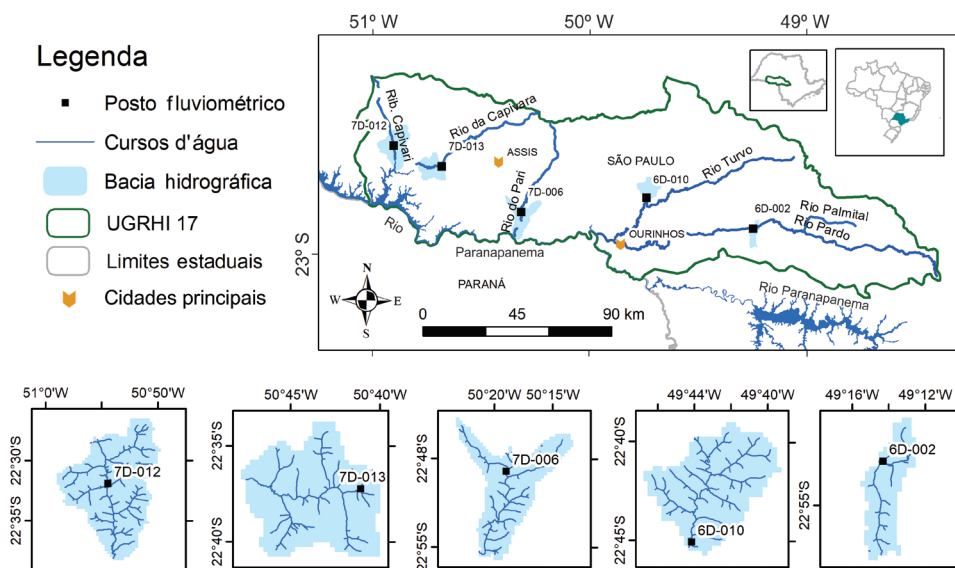 51º W
50º W
49º W
Legenda
Posto fluviométrico
Cursos d'água
Bacia hidrográfica
UGRHI 17
Limites estaduais
Cidades principais
7D-012
Rib. Capivari
Rio da Capivara
7D-013
ASSIS
SÃO PAULO
Rio Turvo
7D-006
Rio do Pari
6D-010
6D-002
Rio Palmital
Rio Pardo
OURINHOS
Rio
Paranapanema
23º S
PARANÁ
Rio Paranapanema
N
W
E
S
0
45
90 km
51°0'W
50°50'W
50°45'W
50°40'W
50°20'W
50°15'W
49°44'W
49°40'W
49°16'W
49°12'W
22°30'S
22°35'S
7D-012
22°35'S
22°40'S
7D-013
22°48'S
22°55'S
7D-006
22°40'S
22°45'S
6D-010
6D-002
22°55'S